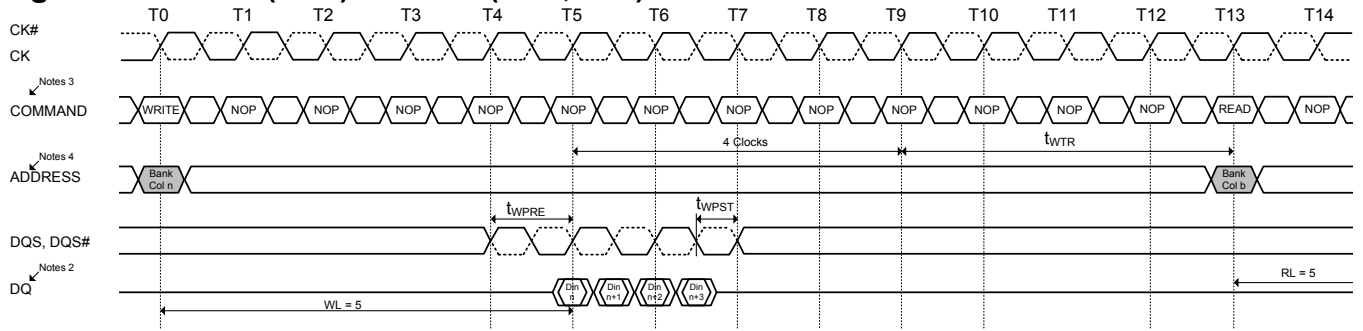 T0 T1 T2 T3 T4 T5 T6 T7 T8 T9 T10 T11 T12 T13 T14
CK#
CK
Notes 3
COMMAND WRITE NOP NOP NOP NOP NOP NOP NOP NOP NOP NOP NOP NOP READ NOP
4 Clocks tWTR
Notes 4
ADDRESS
Bank Bank
Col n Col b
tWPRE tWPST
DQS, DQS#
Notes 2
RL = 5
DQ
Din Din Din Din
n n+1 n+2 n+3
WL = 5